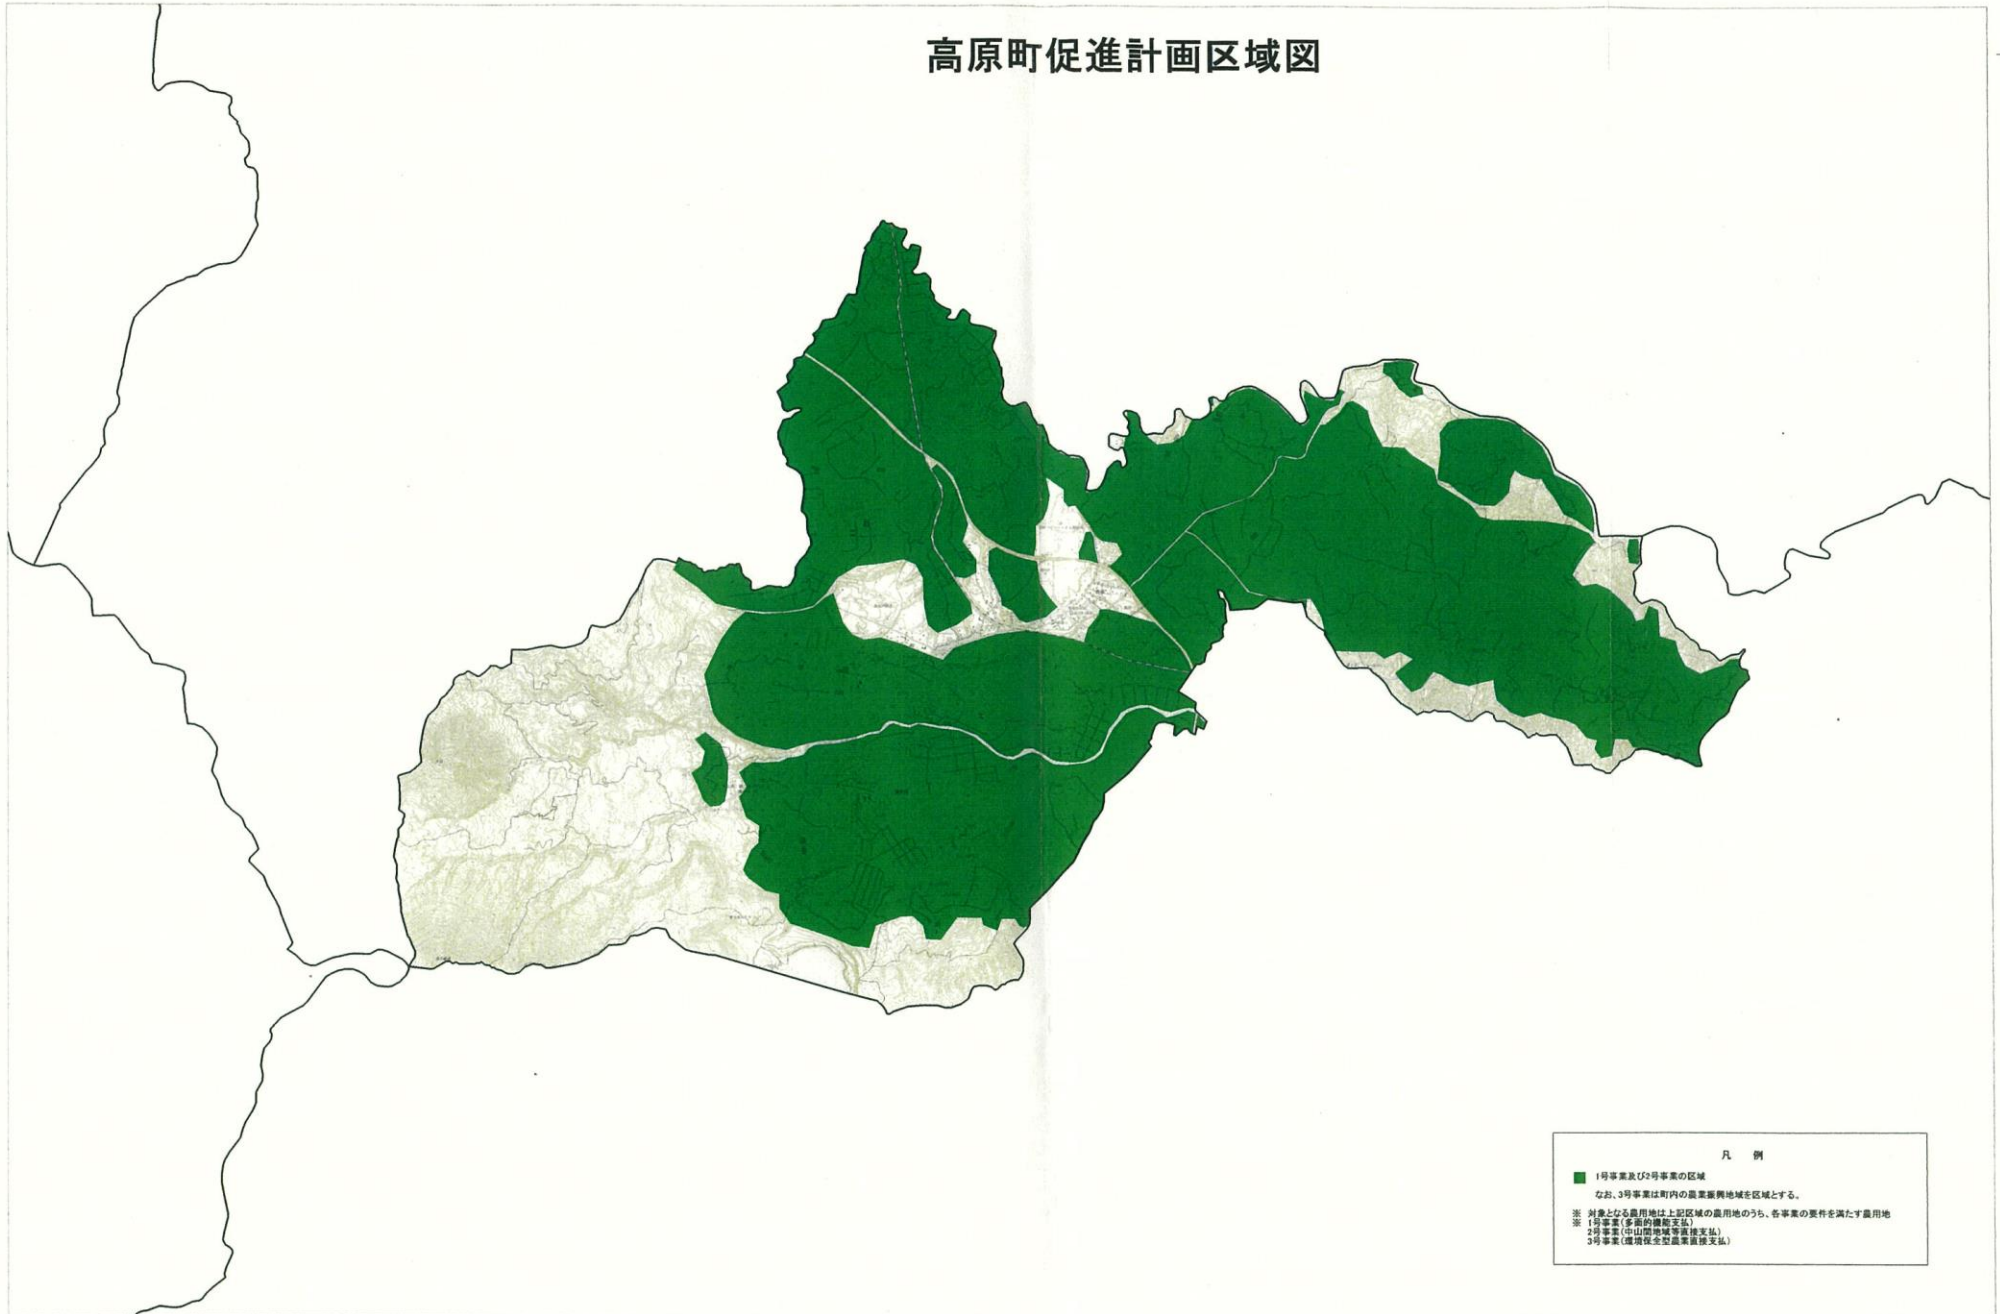 高原町促進計画区域図
凡 例
1号事業及び2号事業の区域
なお、3号事業は町内の農業振興地域を区域とする。
※ 対象となる農用地は上記区域の農用地のうち、各事業の要件を満たす農用地
※ 1号事業(多面的機能支払)
2号事業(中山間地域等直接支払)
3号事業(環境保全型農業直接支払)